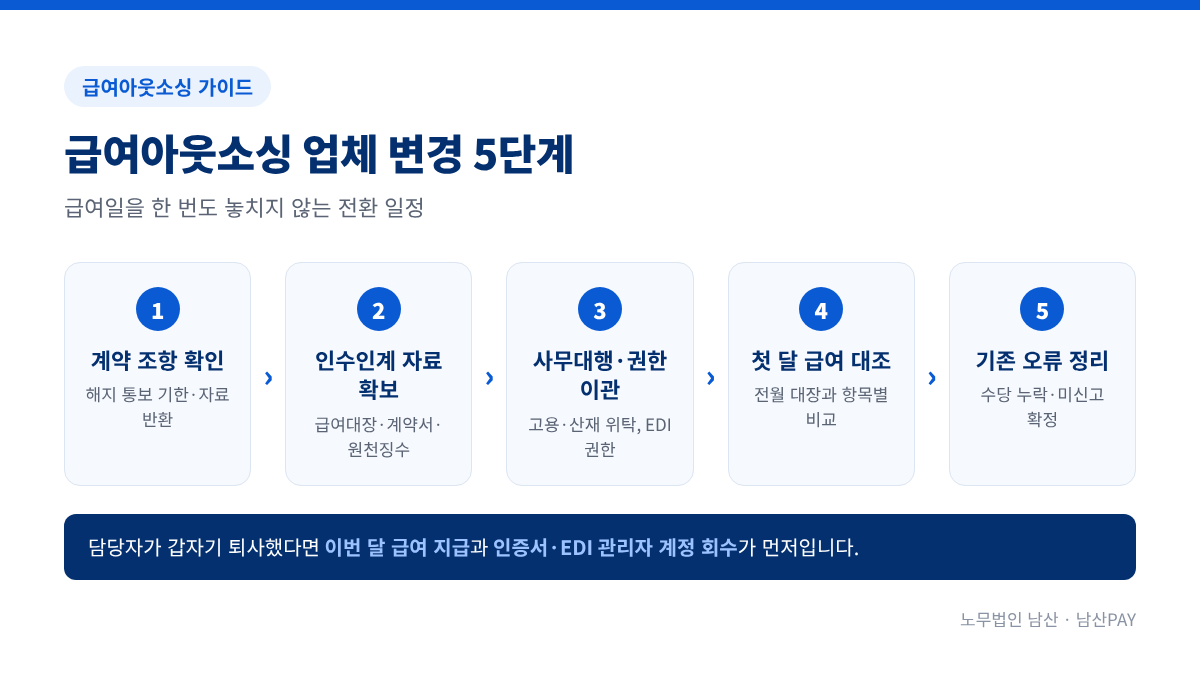 급여아웃소싱 가이드
급여아웃소싱 업체 변경 5단계
급여일을 한 번도 놓치지 않는 전환 일정
1
계약 조항 확인
해지 통보 기한·자료
반환
›
2
인수인계 자료
확보
급여대장·계약서·
원천징수
›
3
사무대행·권한
이관
고용·산재 위탁, EDI
권한
›
4
첫 달 급여 대조
전월 대장과 항목별
비교
›
5
기존 오류 정리
수당 누락·미신고
확정
담당자가 갑자기 퇴사했다면 이번 달 급여 지급과 인증서·EDI 관리자 계정 회수가 먼저입니다.
노무법인 남산 · 남산PAY